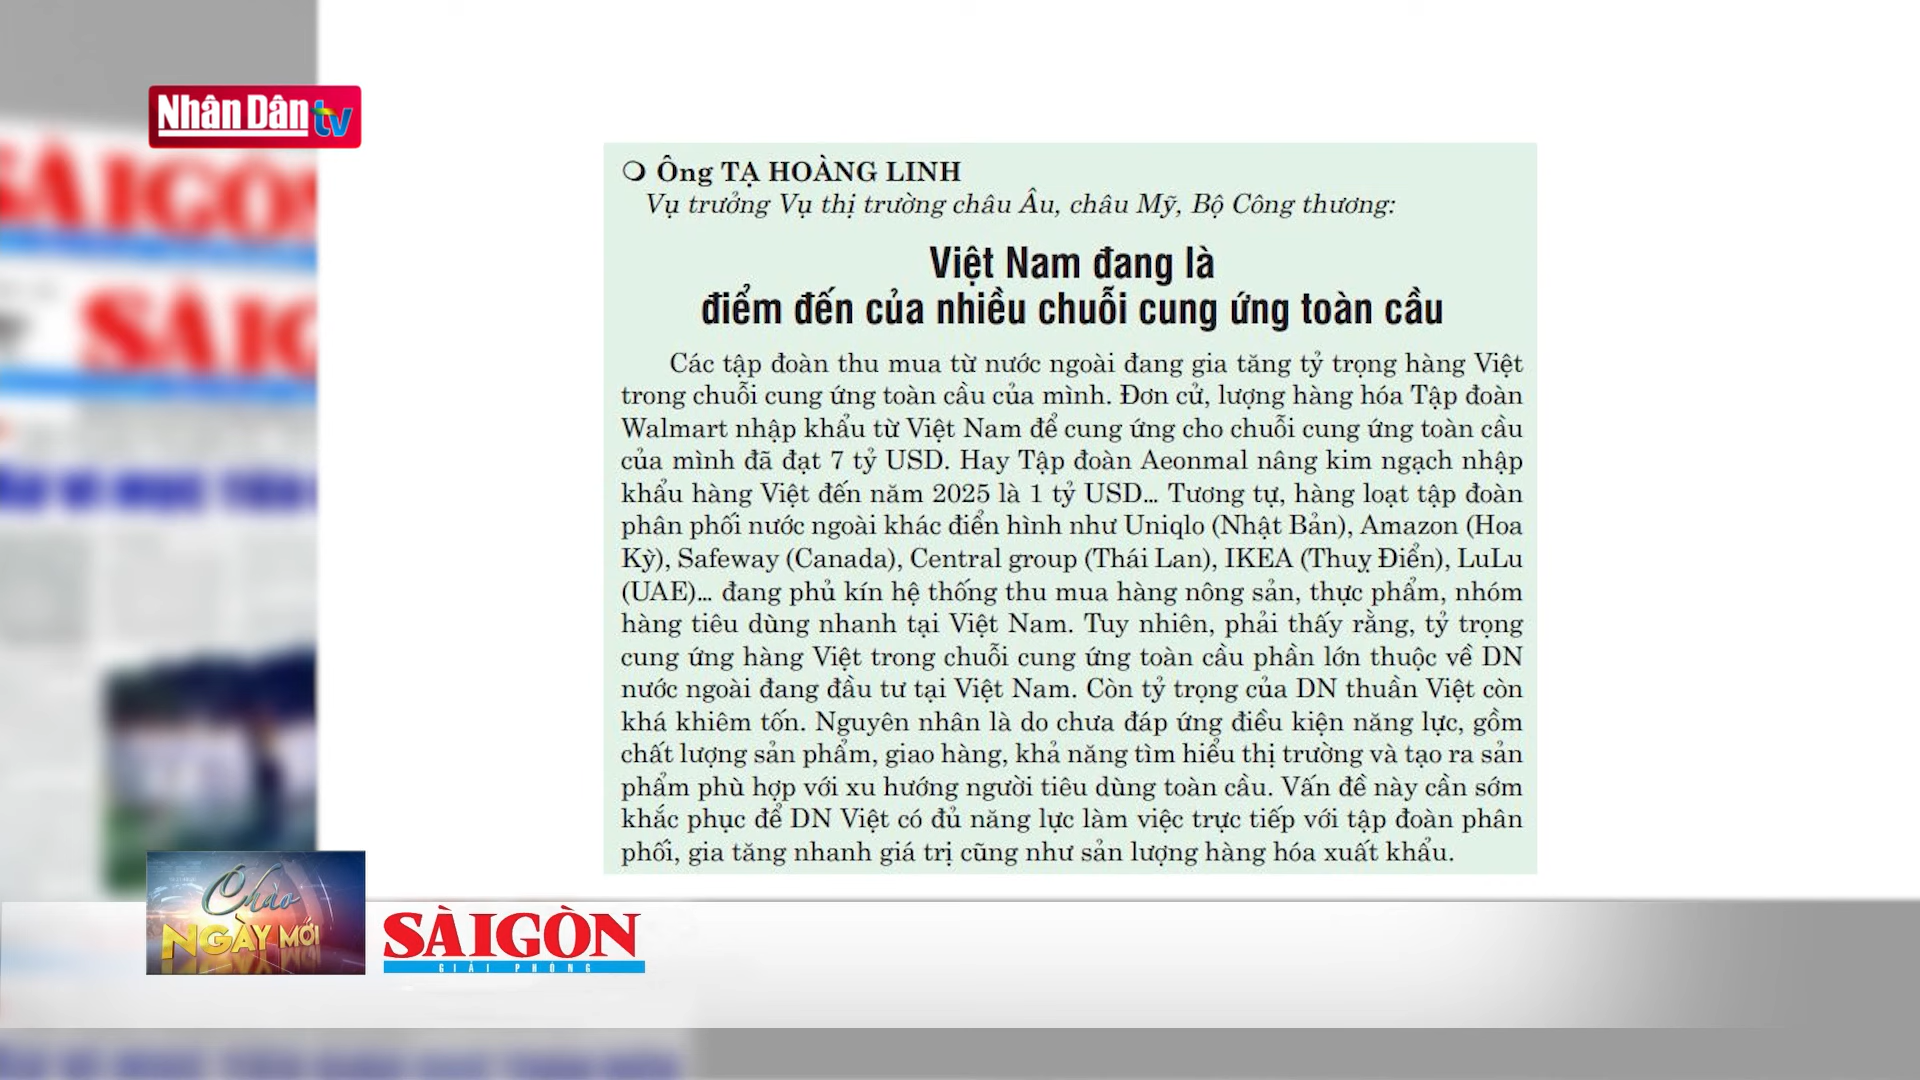 Nhân Dân tv
SÀIGÒN
SÀIG
❍ Ông TẠ HOÀNG LINH
Vụ trưởng Vụ thị trường châu Âu, châu Mỹ, Bộ Công thương:
Việt Nam đang là
điểm đến của nhiều chuỗi cung ứng toàn cầu
Các tập đoàn thu mua từ nước ngoài đang gia tăng tỷ trọng hàng Việt
trong chuỗi cung ứng toàn cầu của mình. Đơn cử, lượng hàng hóa Tập đoàn
Walmart nhập khẩu từ Việt Nam để cung ứng cho chuỗi cung ứng toàn cầu
của mình đã đạt 7 tỷ USD. Hay Tập đoàn Aeonmal nâng kim ngạch nhập
khẩu hàng Việt đến năm 2025 là 1 tỷ USD... Tương tự, hàng loạt tập đoàn
phân phối nước ngoài khác điển hình như Uniqlo (Nhật Bản), Amazon (Hoa
Kỳ), Safeway (Canada), Central group (Thái Lan), IKEA (Thuỵ Điển), LuLu
(UAE)... đang phủ kín hệ thống thu mua hàng nông sản, thực phẩm, nhóm
hàng tiêu dùng nhanh tại Việt Nam. Tuy nhiên, phải thấy rằng, tỷ trọng
cung ứng hàng Việt trong chuỗi cung ứng toàn cầu phần lớn thuộc về DN
nước ngoài đang đầu tư tại Việt Nam. Còn tỷ trọng của DN thuần Việt còn
khá khiêm tốn. Nguyên nhân là do chưa đáp ứng điều kiện năng lực, gồm
chất lượng sản phẩm, giao hàng, khả năng tìm hiểu thị trường và tạo ra sản
phẩm phù hợp với xu hướng người tiêu dùng toàn cầu. Vấn đề này cần sớm
khắc phục để DN Việt có đủ năng lực làm việc trực tiếp với tập đoàn phân
phối, gia tăng nhanh giá trị cũng như sản lượng hàng hóa xuất khẩu.
Chào
NGÀY MỚI
SÀIGÒN
GIẢI PHÓNG